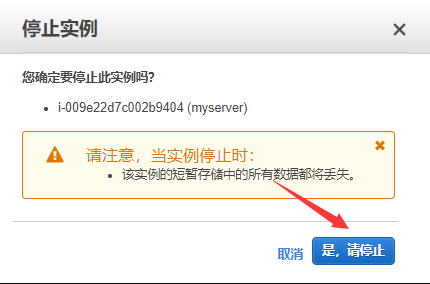 停止实例
您确定要停止此实例吗?
i-009e22d7c002b9404 (myserver)
请注意，当实例停止时：
该实例的短暂存储中的所有数据都将丢失。
取消
是，请停止